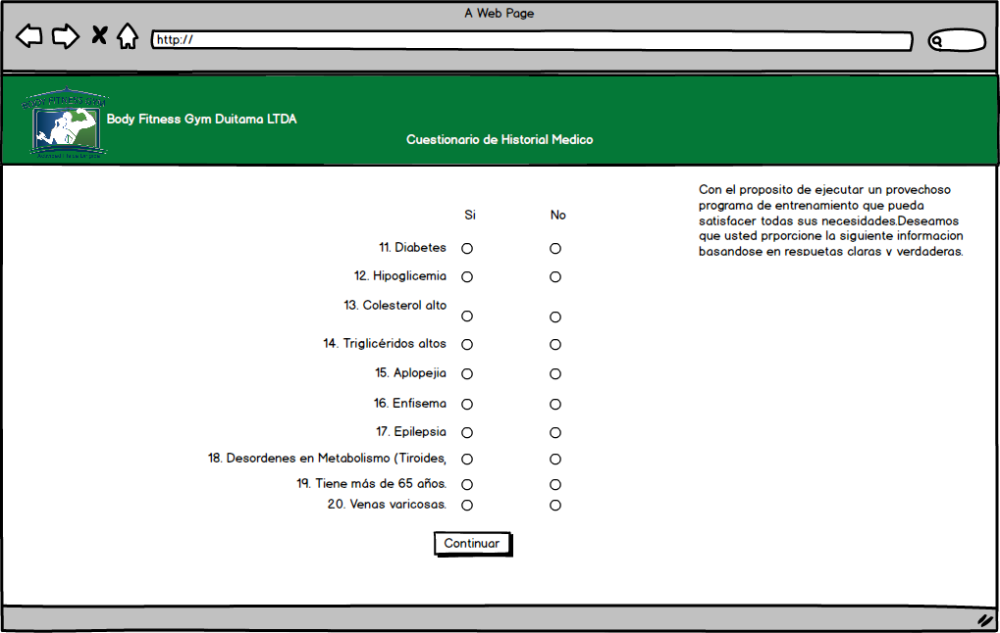 A Web Page
http://
BODY FITNESS GYM
Body Fitness Gym Duitama LTDA
Cuestionario de Historial Medico
Con el proposito de ejecutar un provechoso
programa de entrenamiento que pueda
satisfacer todas sus necesidades.Deseamos
que usted prporcione la siguiente informacion
basandose en respuetas claras y verdaderas.
Si No
11. Diabetes
12. Hipoglicemia
13. Colesterol alto
14. Triglicéridos altos
15. Aplopejia
16. Enfisema
17. Epilepsia
18. Desordenes en Metabolismo (Tiroides,
19. Tiene más de 65 años.
20. Venas varicosas.
Continuar